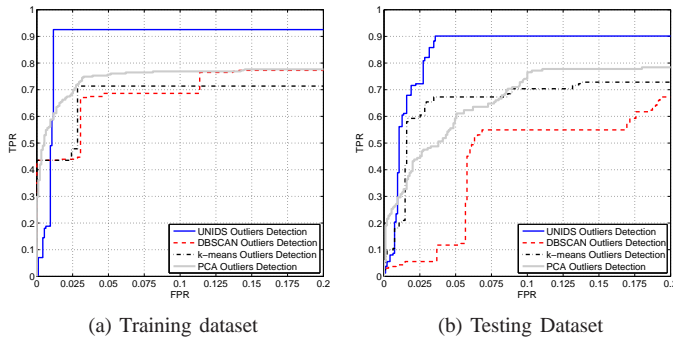 1
0.9
0.8
0.7
0.6
0.5
0.4
0.3
0.2
0.1
0
TPR
0 0.025 0.05 0.075 0.1 0.125 0.15 0.175 0.2
FPR
UNIDS Outliers Detection
DBSCAN Outliers Detection
k-means Outliers Detection
PCA Outliers Detection
(a) Training dataset
1
0.9
0.8
0.7
0.6
0.5
0.4
0.3
0.2
0.1
0
TPR
0 0.025 0.05 0.075 0.1 0.125 0.15 0.175 0.2
FPR
UNIDS Outliers Detection
DBSCAN Outliers Detection
k-means Outliers Detection
PCA Outliers Detection
(b) Testing Dataset